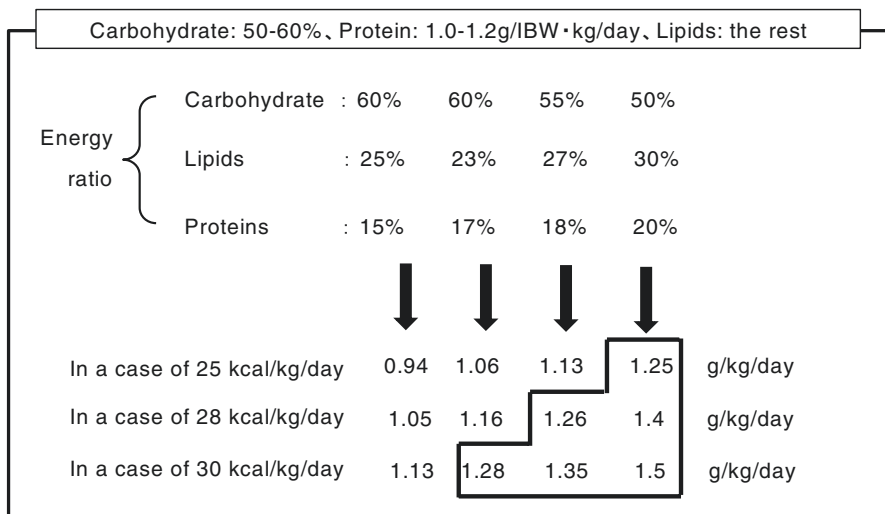 Carbohydrate: 50-60%、Protein: 1.0-1.2g/IBW・kg/day、Lipids: the rest
Energy ratio
Carbohydrate : 60% 60% 55% 50%
Lipids : 25% 23% 27% 30%
Proteins : 15% 17% 18% 20%
In a case of 25 kcal/kg/day 0.94 1.06 1.13 1.25 g/kg/day
In a case of 28 kcal/kg/day 1.05 1.16 1.26 1.4 g/kg/day
In a case of 30 kcal/kg/day 1.13 1.28 1.35 1.5 g/kg/day